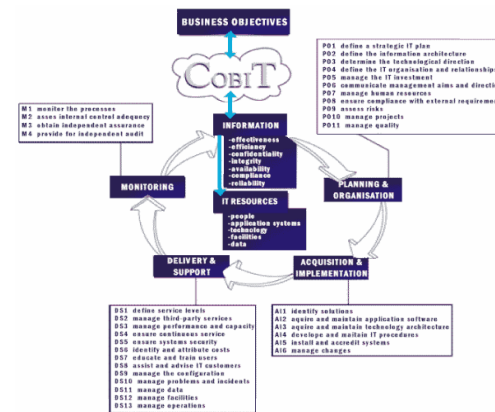 BUSINESS OBJECTIVES
COBIT
PO1 define a strategic IT plan
PO2 define the information architecture
PO3 determine the technological direction
PO4 define the IT organisation and relationships
PO5 manage the IT investment
PO6 communicate management aims and directio
PO7 manage human resources
PO8 ensure compliance with external requireme
PO9 assess risks
PO10 manage projects
PO11 manage quality
M1 monitor the processes
M2 asses internal control adequacy
M3 obtain independent assurance
M4 provide for independent audit
INFORMATION
-effectiveness
-efficiency
-confidentiality
-integrity
-availability
-compliance
-reliability
MONITORING
PLANNING &
ORGANISATION
IT RESOURCES
-people
-application systems
-technology
-facilities
-data
DELIVERY &
SUPPORT
ACQUISITION &
IMPLEMENTATION
DS1 define service levels
DS2 manage third-party services
DS3 manage performance and capacity
DS4 ensure continuous service
DS5 ensure systems security
DS6 identify and attribute costs
DS7 educate and train users
DS8 assist and advise IT customers
DS9 manage the configuration
DS10 manage problems and incidents
DS11 manage data
DS12 manage facilities
DS13 manage operations
AI1 identify solutions
AI2 aquire and maintain application software
AI3 aquire and maintain technology architecture
AI4 develope and maitain IT procedures
AI5 install and accredit systems
AI6 manage changes